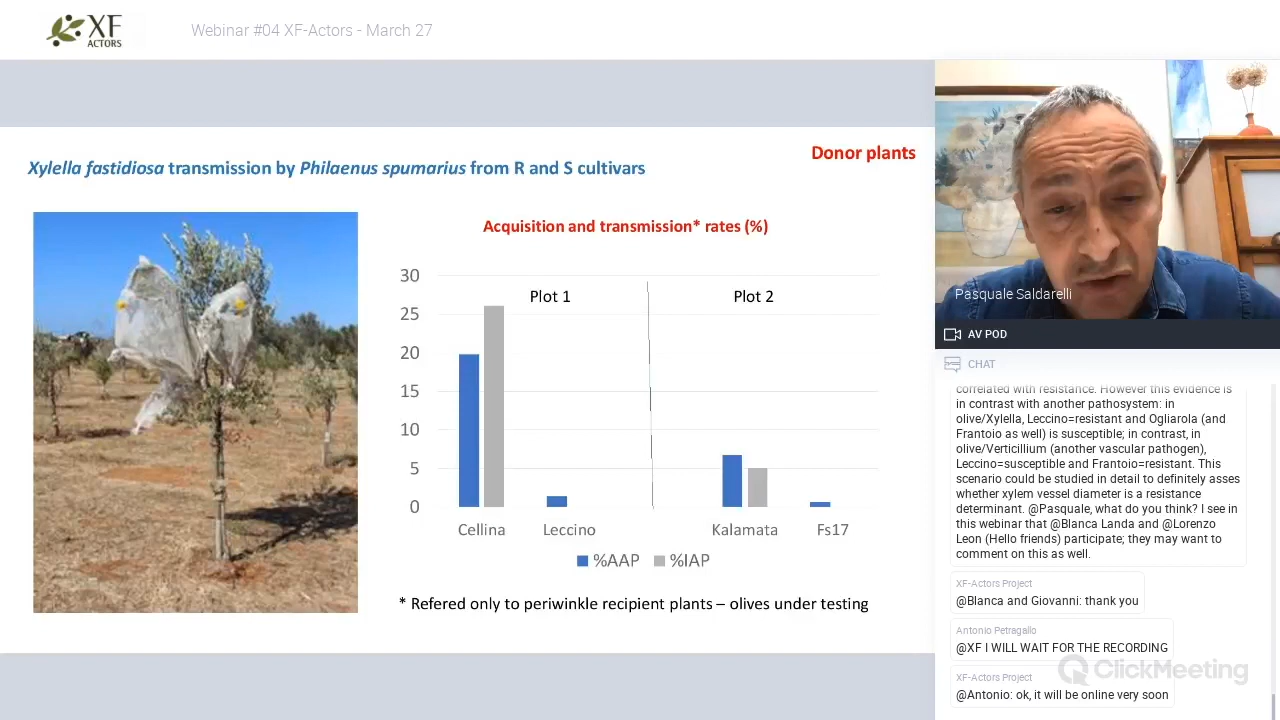 XF
ACTORS
Webinar #04 XF-Actors - March 27
Xylella fastidiosa transmission by Philaenus spumarius from R and S cultivars
Donor plants
Acquisition and transmission* rates (%)
30
25
20
15
10
5
0
Plot 1
Plot 2
Cellina
Leccino
Kalamata
Fs17
%AAP
%IAP
* Refered only to periwinkle recipient plants – olives under testing
Pasquale Saldarelli
AV POD
CHAT
correlated with resistance. However this evidence is
in contrast with another pathosystem: in
olive/Xylella, Leccino=resistant and Ogliarola (and
Frantoio as well) is susceptible; in contrast, in
olive/Verticillium (another vascular pathogen),
Leccino=susceptible and Frantoio=resistant. This
scenario could be studied in detail to definitely asses
whether xylem vessel diameter is a resistance
determinant. @Pasquale, what do you think? I see in
this webinar that @Blanca Landa and @Lorenzo
Leon (Hello friends) participate; they may want to
comment on this as well.
XF-Actors Project
@Blanca and Giovanni: thank you
Antonio Petragallo
@XF I WILL WAIT FOR THE RECORDING
XF-Actors Project
@Antonio: ok, it will be online very soon
ClickMeeting